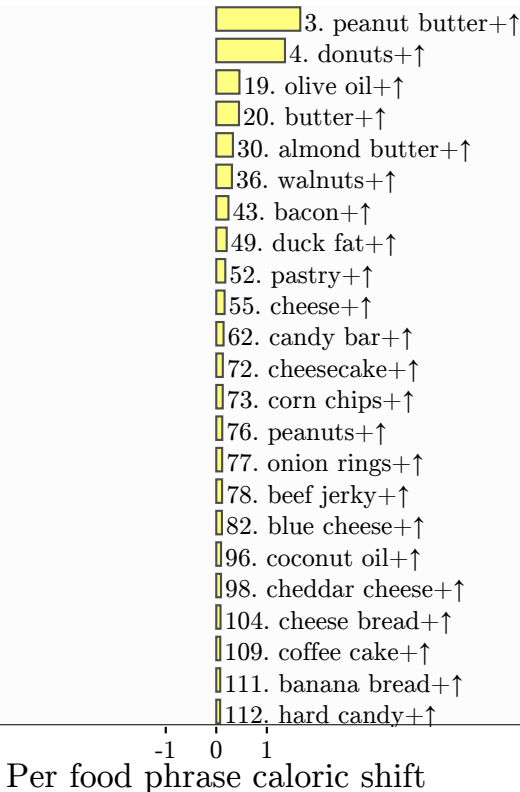 3. peanut butter+↑
4. donuts+↑
19. olive oil+↑
20. butter+↑
30. almond butter+↑
36. walnuts+↑
43. bacon+↑
49. duck fat+↑
52. pastry+↑
55. cheese+↑
62. candy bar+↑
72. cheesecake+↑
73. corn chips+↑
76. peanuts+↑
77. onion rings+↑
78. beef jerky+↑
82. blue cheese+↑
96. coconut oil+↑
98. cheddar cheese+↑
104. cheese bread+↑
109. coffee cake+↑
111. banana bread+↑
112. hard candy+↑
-1 0 1
Per food phrase caloric shift